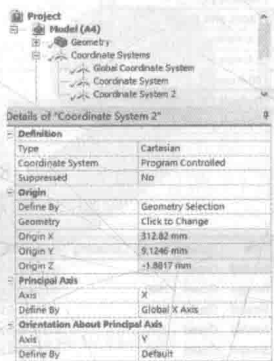 Project
Model (A4)
Geometry
Coordinate Systems
Global Coordinate System
Coordinate System
Coordinate System 2
Details of "Coordinate System 2"
Definition
Type Cartesian
Coordinate System Program Controlled
Suppressed No
Origin
Define By Geometry Selection
Geometry Click to Change
Origin X 312.82 mm
Origin Y 9.1246 mm
Origin Z -1.8817 mm
Principal Axis
Axis X
Define By Global X Axis
Orientation About Principal Axis
Axis Y
Define By Default